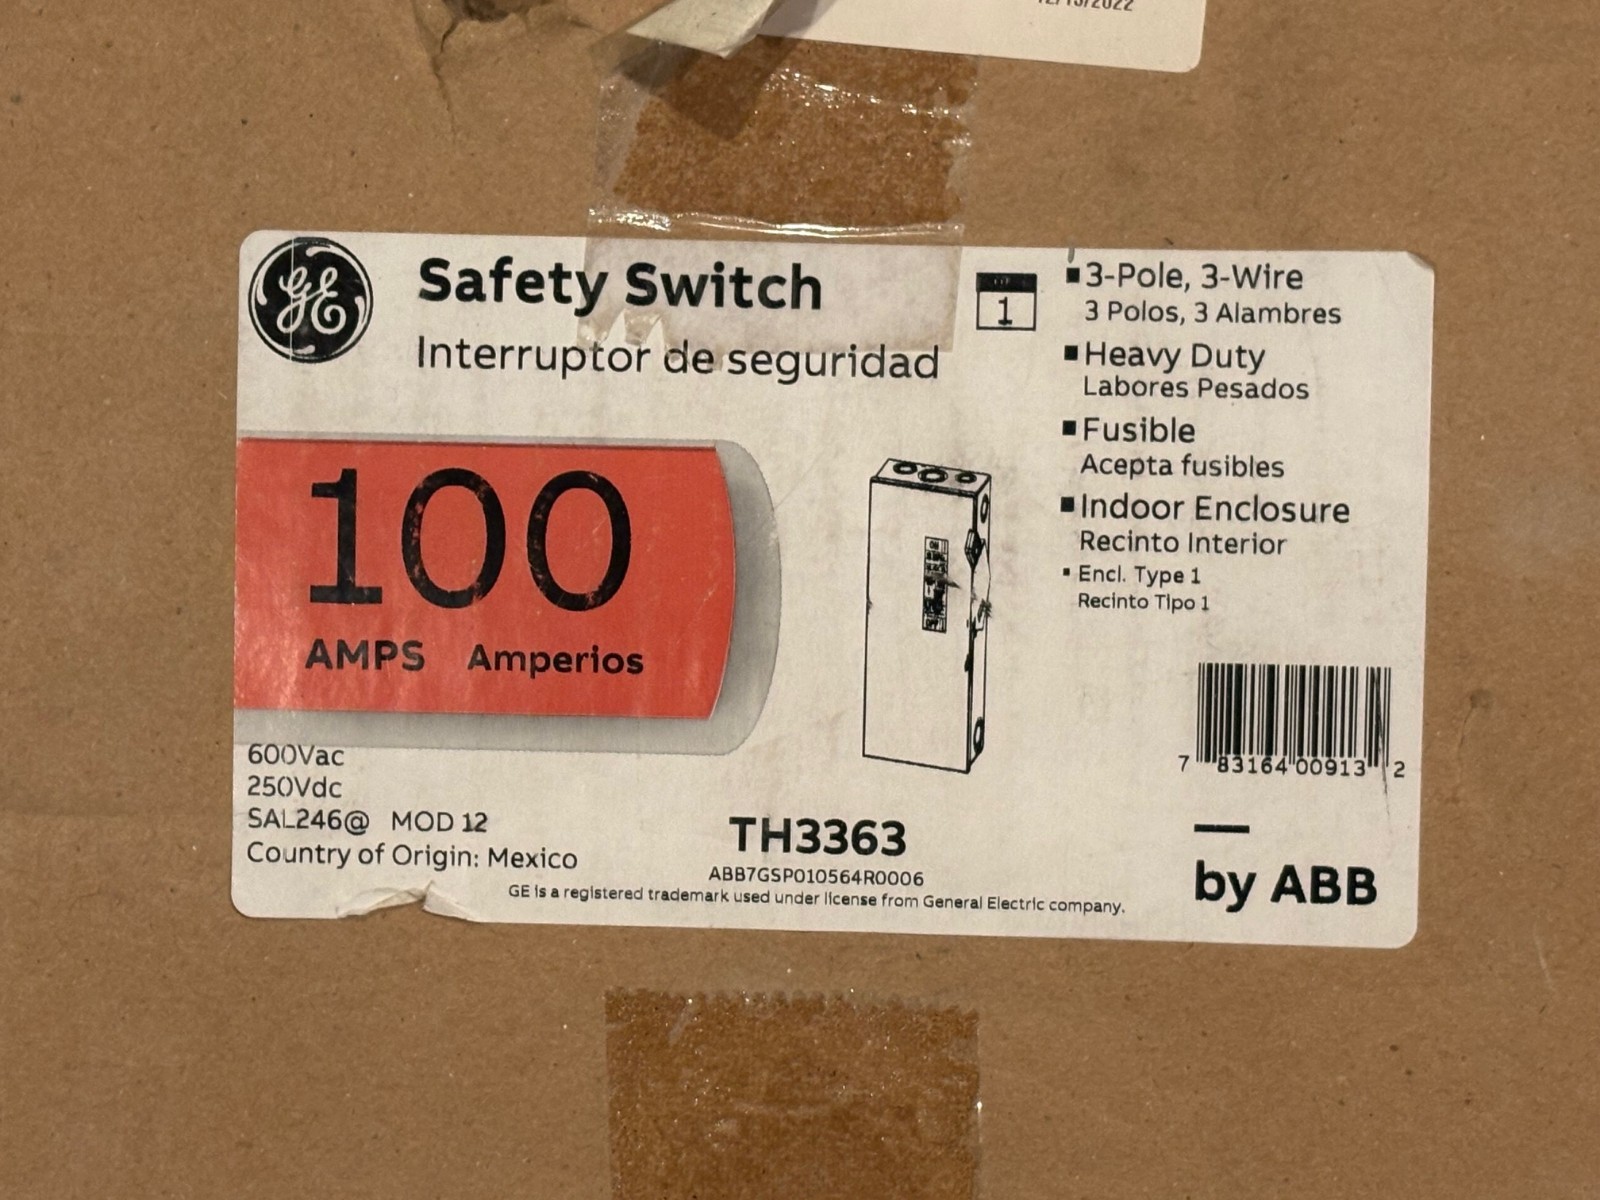 12/13/2022
GE
Safety Switch
Interruptor de seguridad
1
3-Pole, 3-Wire
3 Polos, 3 Alambres
Heavy Duty
Labores Pesados
Fusible
Acepta fusibles
Indoor Enclosure
Recinto Interior
Encl. Type 1
Recinto Tipo 1
100
AMPS Amperios
600Vac
250Vdc
SAL246@ MOD 12
Country of Origin: Mexico
TH3363
ABB7GSP010564R0006
GE is a registered trademark used under license from General Electric company.
7 83164 00913 2
by ABB